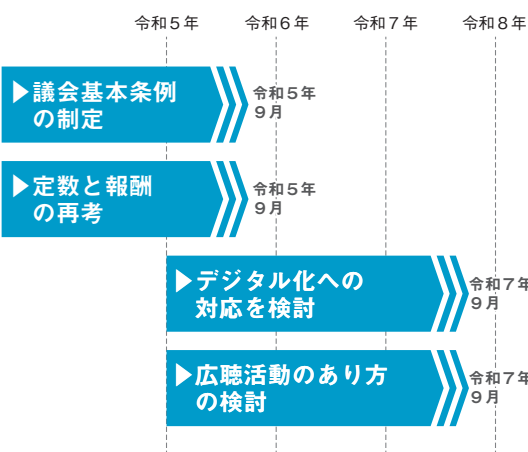 令和５年 令和６年 令和７年 令和８年
▶議会基本条例
の制定
令和５年
９月
▶定数と報酬
の再考
令和５年
９月
▶デジタル化への
対応を検討
令和７年
９月
▶広聴活動のあり方
の検討
令和７年
９月